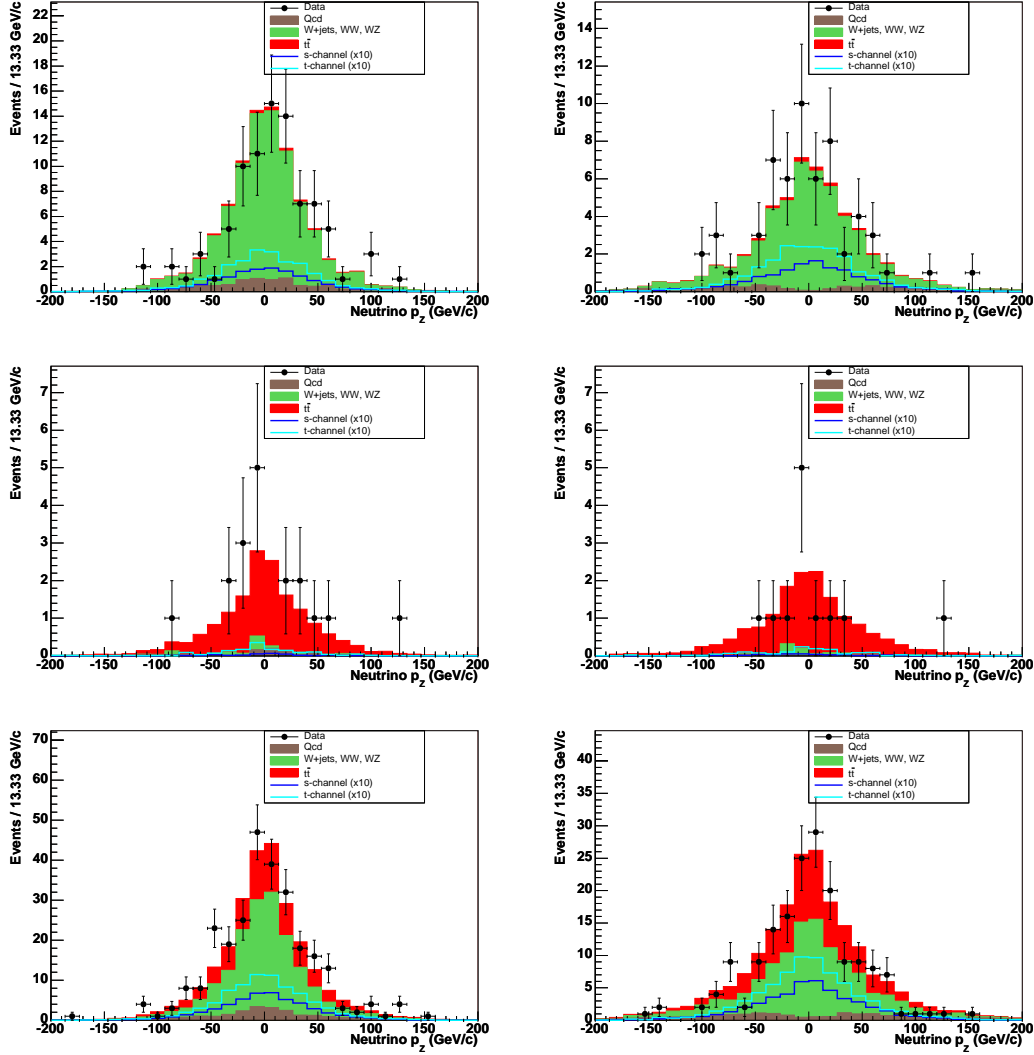 Events / 13.33 GeV/c
22
20
18
16
14
12
10
8
6
4
2
0
Data
Qcd
W+jets, WW, WZ
tt̄
s-channel (x10)
t-channel (x10)
-200 -150 -100 -50 0 50 100 150 200
Neutrino p_z (GeV/c)
Events / 13.33 GeV/c
14
12
10
8
6
4
2
0
Data
Qcd
W+jets, WW, WZ
tt̄
s-channel (x10)
t-channel (x10)
-200 -150 -100 -50 0 50 100 150 200
Neutrino p_z (GeV/c)
Events / 13.33 GeV/c
7
6
5
4
3
2
1
0
Data
Qcd
W+jets, WW, WZ
tt̄
s-channel (x10)
t-channel (x10)
-200 -150 -100 -50 0 50 100 150 200
Neutrino p_z (GeV/c)
Events / 13.33 GeV/c
7
6
5
4
3
2
1
0
Data
Qcd
W+jets, WW, WZ
tt̄
s-channel (x10)
t-channel (x10)
-200 -150 -100 -50 0 50 100 150 200
Neutrino p_z (GeV/c)
Events / 13.33 GeV/c
70
60
50
40
30
20
10
0
Data
Qcd
W+jets, WW, WZ
tt̄
s-channel (x10)
t-channel (x10)
-200 -150 -100 -50 0 50 100 150 200
Neutrino p_z (GeV/c)
Events / 13.33 GeV/c
40
35
30
25
20
15
10
5
0
Data
Qcd
W+jets, WW, WZ
tt̄
s-channel (x10)
t-channel (x10)
-200 -150 -100 -50 0 50 100 150 200
Neutrino p_z (GeV/c)